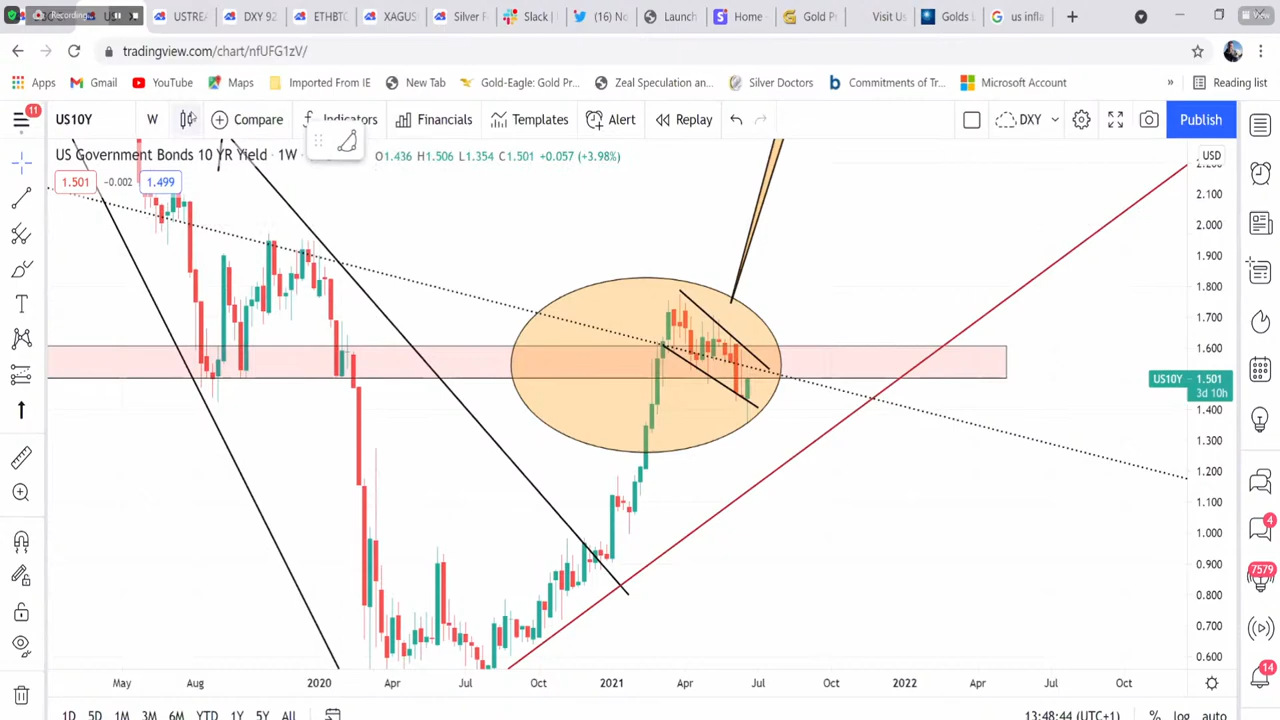 Recording...
us
USTREA
DXY 92
ETHBTC
XAGUS
Silver F
Slack |
(16) No
Launch
Home
Gold Pr
Visit Us
Golds L
us infla
View
tradingview.com/chart/nfUFG1zV/
Apps
Gmail
YouTube
Maps
Imported From IE
New Tab
Gold-Eagle: Gold Pr...
Zeal Speculation an...
Silver Doctors
Commitments of Tr...
Microsoft Account
»
Reading list
11
US10Y
W
Compare
Indicators
Financials
Templates
Alert
Replay
DXY
Publish
US Government Bonds 10 YR Yield · 1W ·
O1.436 H1.506 L1.354 C1.501 +0.057 (+3.98%)
USD
1.501
-0.002
1.499
2.100
2.000
1.900
1.800
1.700
1.600
US10Y
1.501
3d 10h
1.400
1.300
1.200
1.100
1.000
0.900
0.800
0.700
0.600
4
7579
14
May
Aug
2020
Apr
Jul
Oct
2021
Apr
Jul
Oct
2022
Apr
Jul
Oct
1D
5D
1M
3M
6M
YTD
1Y
5Y
All
13:48:44 (UTC+1)
%
log
auto